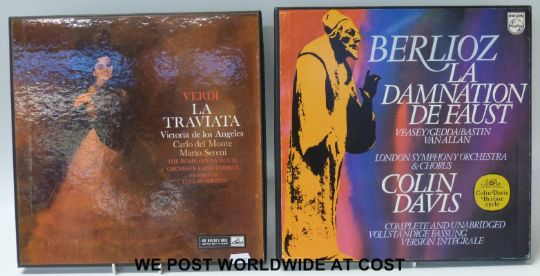 VERDI
LA
TRAVIATA
Victoria de los Angeles
Carlo del Monte
Mario Sereni
THE ROME OPERA HOUSE
ORCHESTRA AND CHORUS
conducted by
TULLIO SERAFIN
PHILIPS
BERLIOZ
LA
DAMNATION
DE FAUST
VEASEY/GEDDA/BASTIN
VAN ALLAN
LONDON SYMPHONY ORCHESTRA
& CHORUS
COLIN
DAVIS
Colin Davis
Berlioz
cycle
COMPLETE AND UNABRIDGED
VOLLSTÄNDIGE FASSUNG
VERSION INTÉGRALE
WE POST WORLDWIDE AT COST